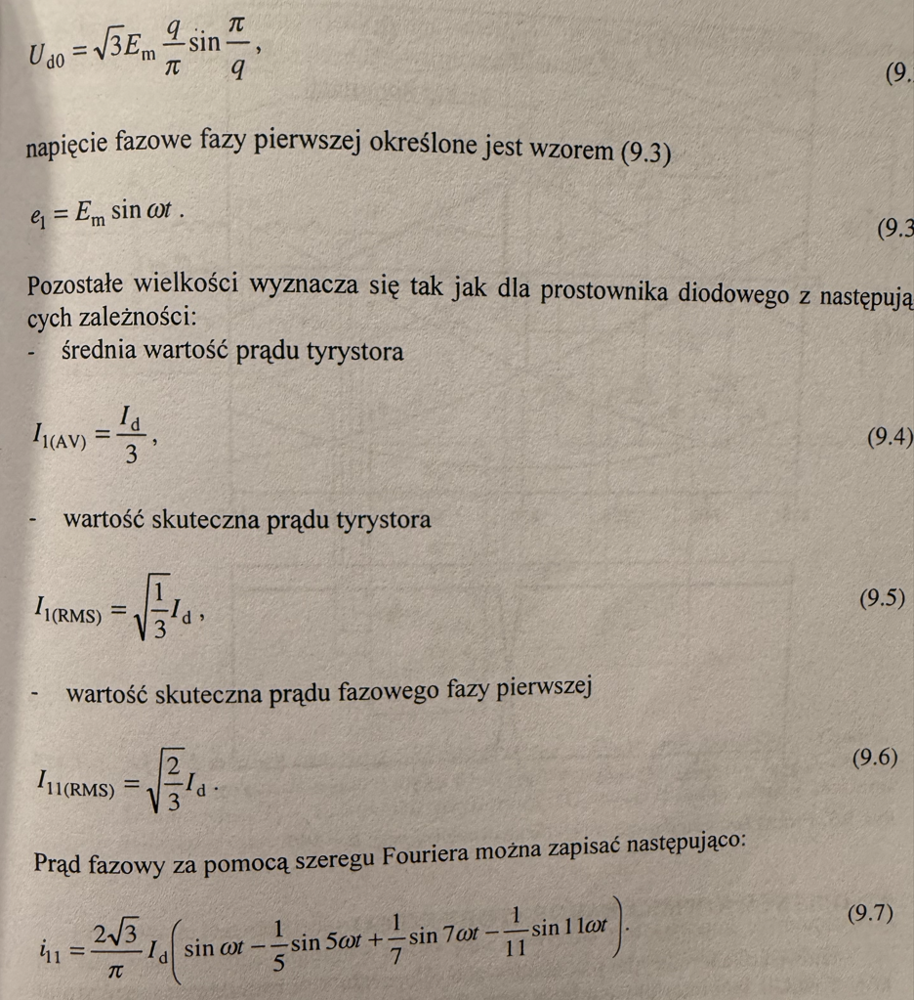 U_d0 = √3E_m q/π sin π/q,
(9.
napięcie fazowe fazy pierwszej określone jest wzorem (9.3)
e_1 = E_m sin ωt .
(9.3
Pozostałe wielkości wyznacza się tak jak dla prostownika diodowego z następują
cych zależności:
- średnia wartość prądu tyrystora
I_1(AV) = I_d/3 , (9.4)
- wartość skuteczna prądu tyrystora
I_1(RMS) = √(1/3) I_d , (9.5)
- wartość skuteczna prądu fazowego fazy pierwszej
I_11(RMS) = √(2/3) I_d . (9.6)
Prąd fazowy za pomocą szeregu Fouriera można zapisać następująco:
i_11 = 2√3/π I_d ( sin ωt − 1/5 sin 5ωt + 1/7 sin 7ωt − 1/11 sin 11ωt ). (9.7)